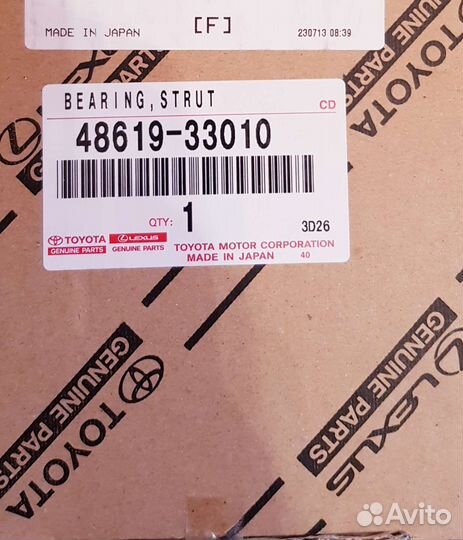 MADE IN JAPAN [F] 230713 08:39
BEARING,STRUT
CD
48619-33010
QTY: 1 3D26
TOYOTA LEXUS
GENUINE PARTS GENUINE PARTS
TOYOTA MOTOR CORPORATION
MADE IN JAPAN 40
TOYOTA
GENUINE PARTS
TOYOTA
GENUINE PARTS
LEXUS
GENUINE PARTS
Avito